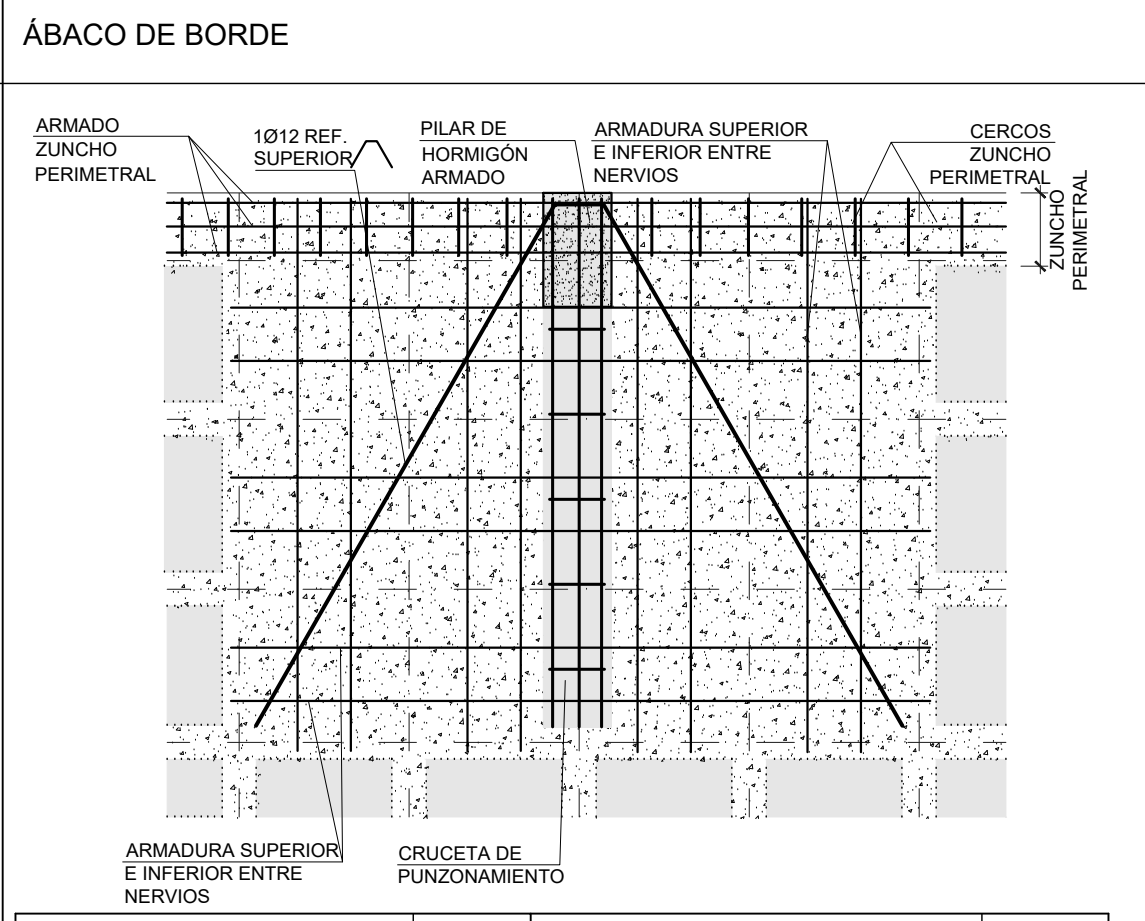 ÁBACO DE BORDE
ARMADO
ZUNCHO
PERIMETRAL
1Ø12 REF.
SUPERIOR
PILAR DE
HORMIGÓN
ARMADO
ARMADURA SUPERIOR
E INFERIOR ENTRE
NERVIOS
CERCOS
ZUNCHO
PERIMETRAL
ZUNCHO
PERIMETRAL
ARMADURA SUPERIOR
E INFERIOR ENTRE
NERVIOS
CRUCETA DE
PUNZONAMIENTO